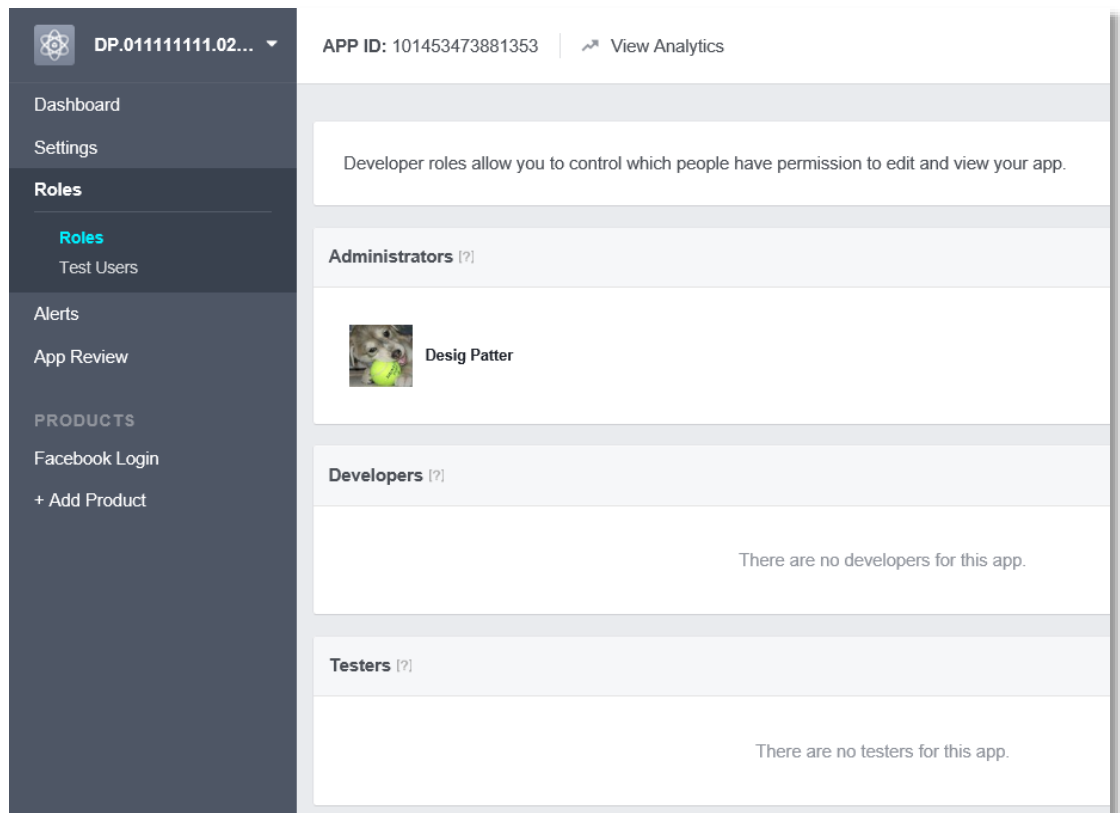 DP.011111111.02...
APP ID: 101453473881353
View Analytics
Dashboard
Settings
Roles
Roles
Test Users
Alerts
App Review
PRODUCTS
Facebook Login
+ Add Product
Developer roles allow you to control which people have permission to edit and view your app.
Administrators [?]
Desig Patter
Developers [?]
There are no developers for this app.
Testers [?]
There are no testers for this app.